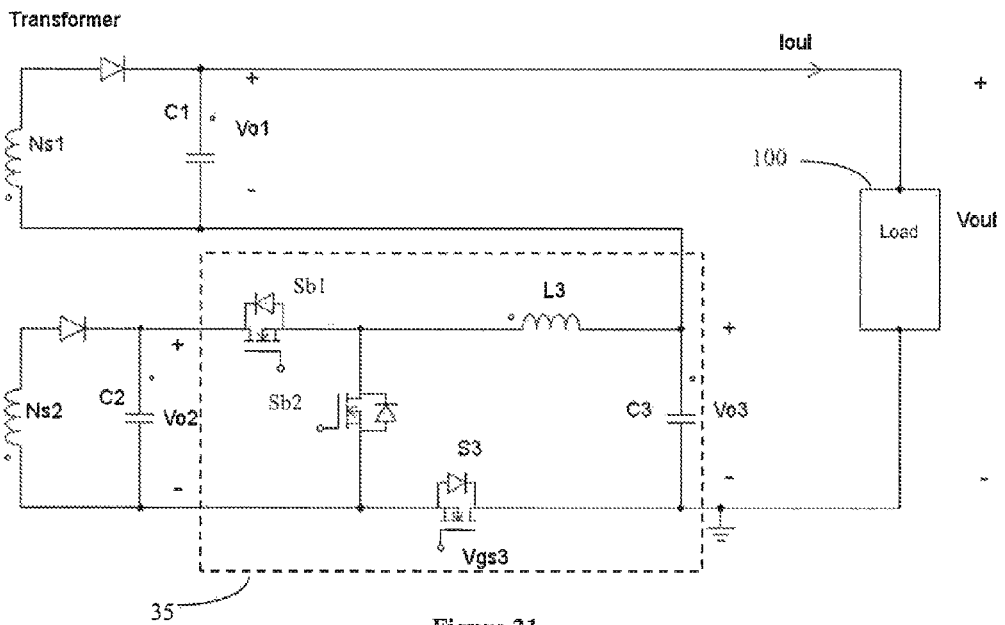 Transformer
Iout
+
C1
+
Vo1
-
Ns1
100
Load
Vout
Sb1
L3
+
+
C2
Vo2
Ns2
Sb2
C3
Vo3
S3
-
-
-
Vgs3
35